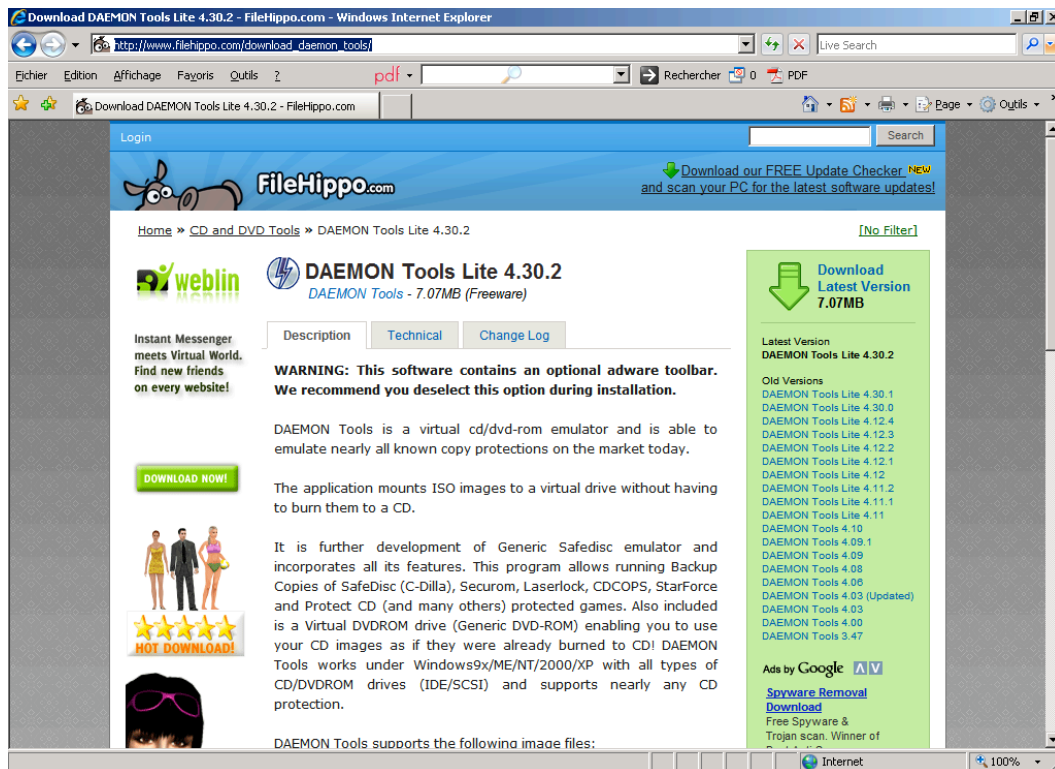 Download DAEMON Tools Lite 4.30.2 - FileHippo.com - Windows Internet Explorer
http://www.filehippo.com/download_daemon_tools/
Live Search
Fichier Edition Affichage Favoris Outils ?
pdf
Rechercher
0
PDF
Download DAEMON Tools Lite 4.30.2 - FileHippo.com
Page
Outils
Login
Search
FileHippo.com
Download our FREE Update Checker NEW
and scan your PC for the latest software updates!
Home » CD and DVD Tools » DAEMON Tools Lite 4.30.2
[No Filter]
weblin
Instant Messenger
meets Virtual World.
Find new friends
on every website!
DOWNLOAD NOW!
HOT DOWNLOAD!
DAEMON Tools Lite 4.30.2
DAEMON Tools - 7.07MB (Freeware)
Description
Technical
Change Log
WARNING: This software contains an optional adware toolbar.
We recommend you deselect this option during installation.
DAEMON Tools is a virtual cd/dvd-rom emulator and is able to
emulate nearly all known copy protections on the market today.
The application mounts ISO images to a virtual drive without having
to burn them to a CD.
It is further development of Generic Safedisc emulator and
incorporates all its features. This program allows running Backup
Copies of SafeDisc (C-Dilla), Securom, Laserlock, CDCOPS, StarForce
and Protect CD (and many others) protected games. Also included
is a Virtual DVDROM drive (Generic DVD-ROM) enabling you to use
your CD images as if they were already burned to CD! DAEMON
Tools works under Windows9x/ME/NT/2000/XP with all types of
CD/DVDROM drives (IDE/SCSI) and supports nearly any CD
protection.
DAEMON Tools supports the following image files:
Download
Latest Version
7.07MB
Latest Version
DAEMON Tools Lite 4.30.2
Old Versions
DAEMON Tools Lite 4.30.1
DAEMON Tools Lite 4.30.0
DAEMON Tools Lite 4.12.4
DAEMON Tools Lite 4.12.3
DAEMON Tools Lite 4.12.2
DAEMON Tools Lite 4.12.1
DAEMON Tools Lite 4.12
DAEMON Tools Lite 4.11.2
DAEMON Tools Lite 4.11.1
DAEMON Tools Lite 4.11
DAEMON Tools 4.10
DAEMON Tools 4.09.1
DAEMON Tools 4.09
DAEMON Tools 4.08
DAEMON Tools 4.06
DAEMON Tools 4.03 (Updated)
DAEMON Tools 4.03
DAEMON Tools 4.00
DAEMON Tools 3.47
Ads by Google
Spyware Removal
Download
Free Spyware &
Trojan scan. Winner of
Internet
100%